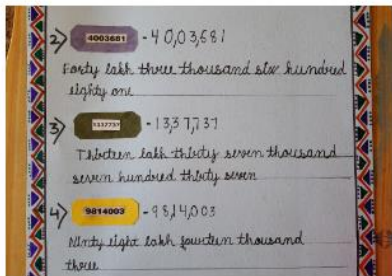 2) 4003681 - 40,03,681
Forty lakh three thousand six hundred
eighty one
3) 1337737 - 13,37,737
Thirteen lakh thirty seven thousand
seven hundred thirty seven
4) 9814003 - 98,14,003
Ninty eight lakh fourteen thousand
three